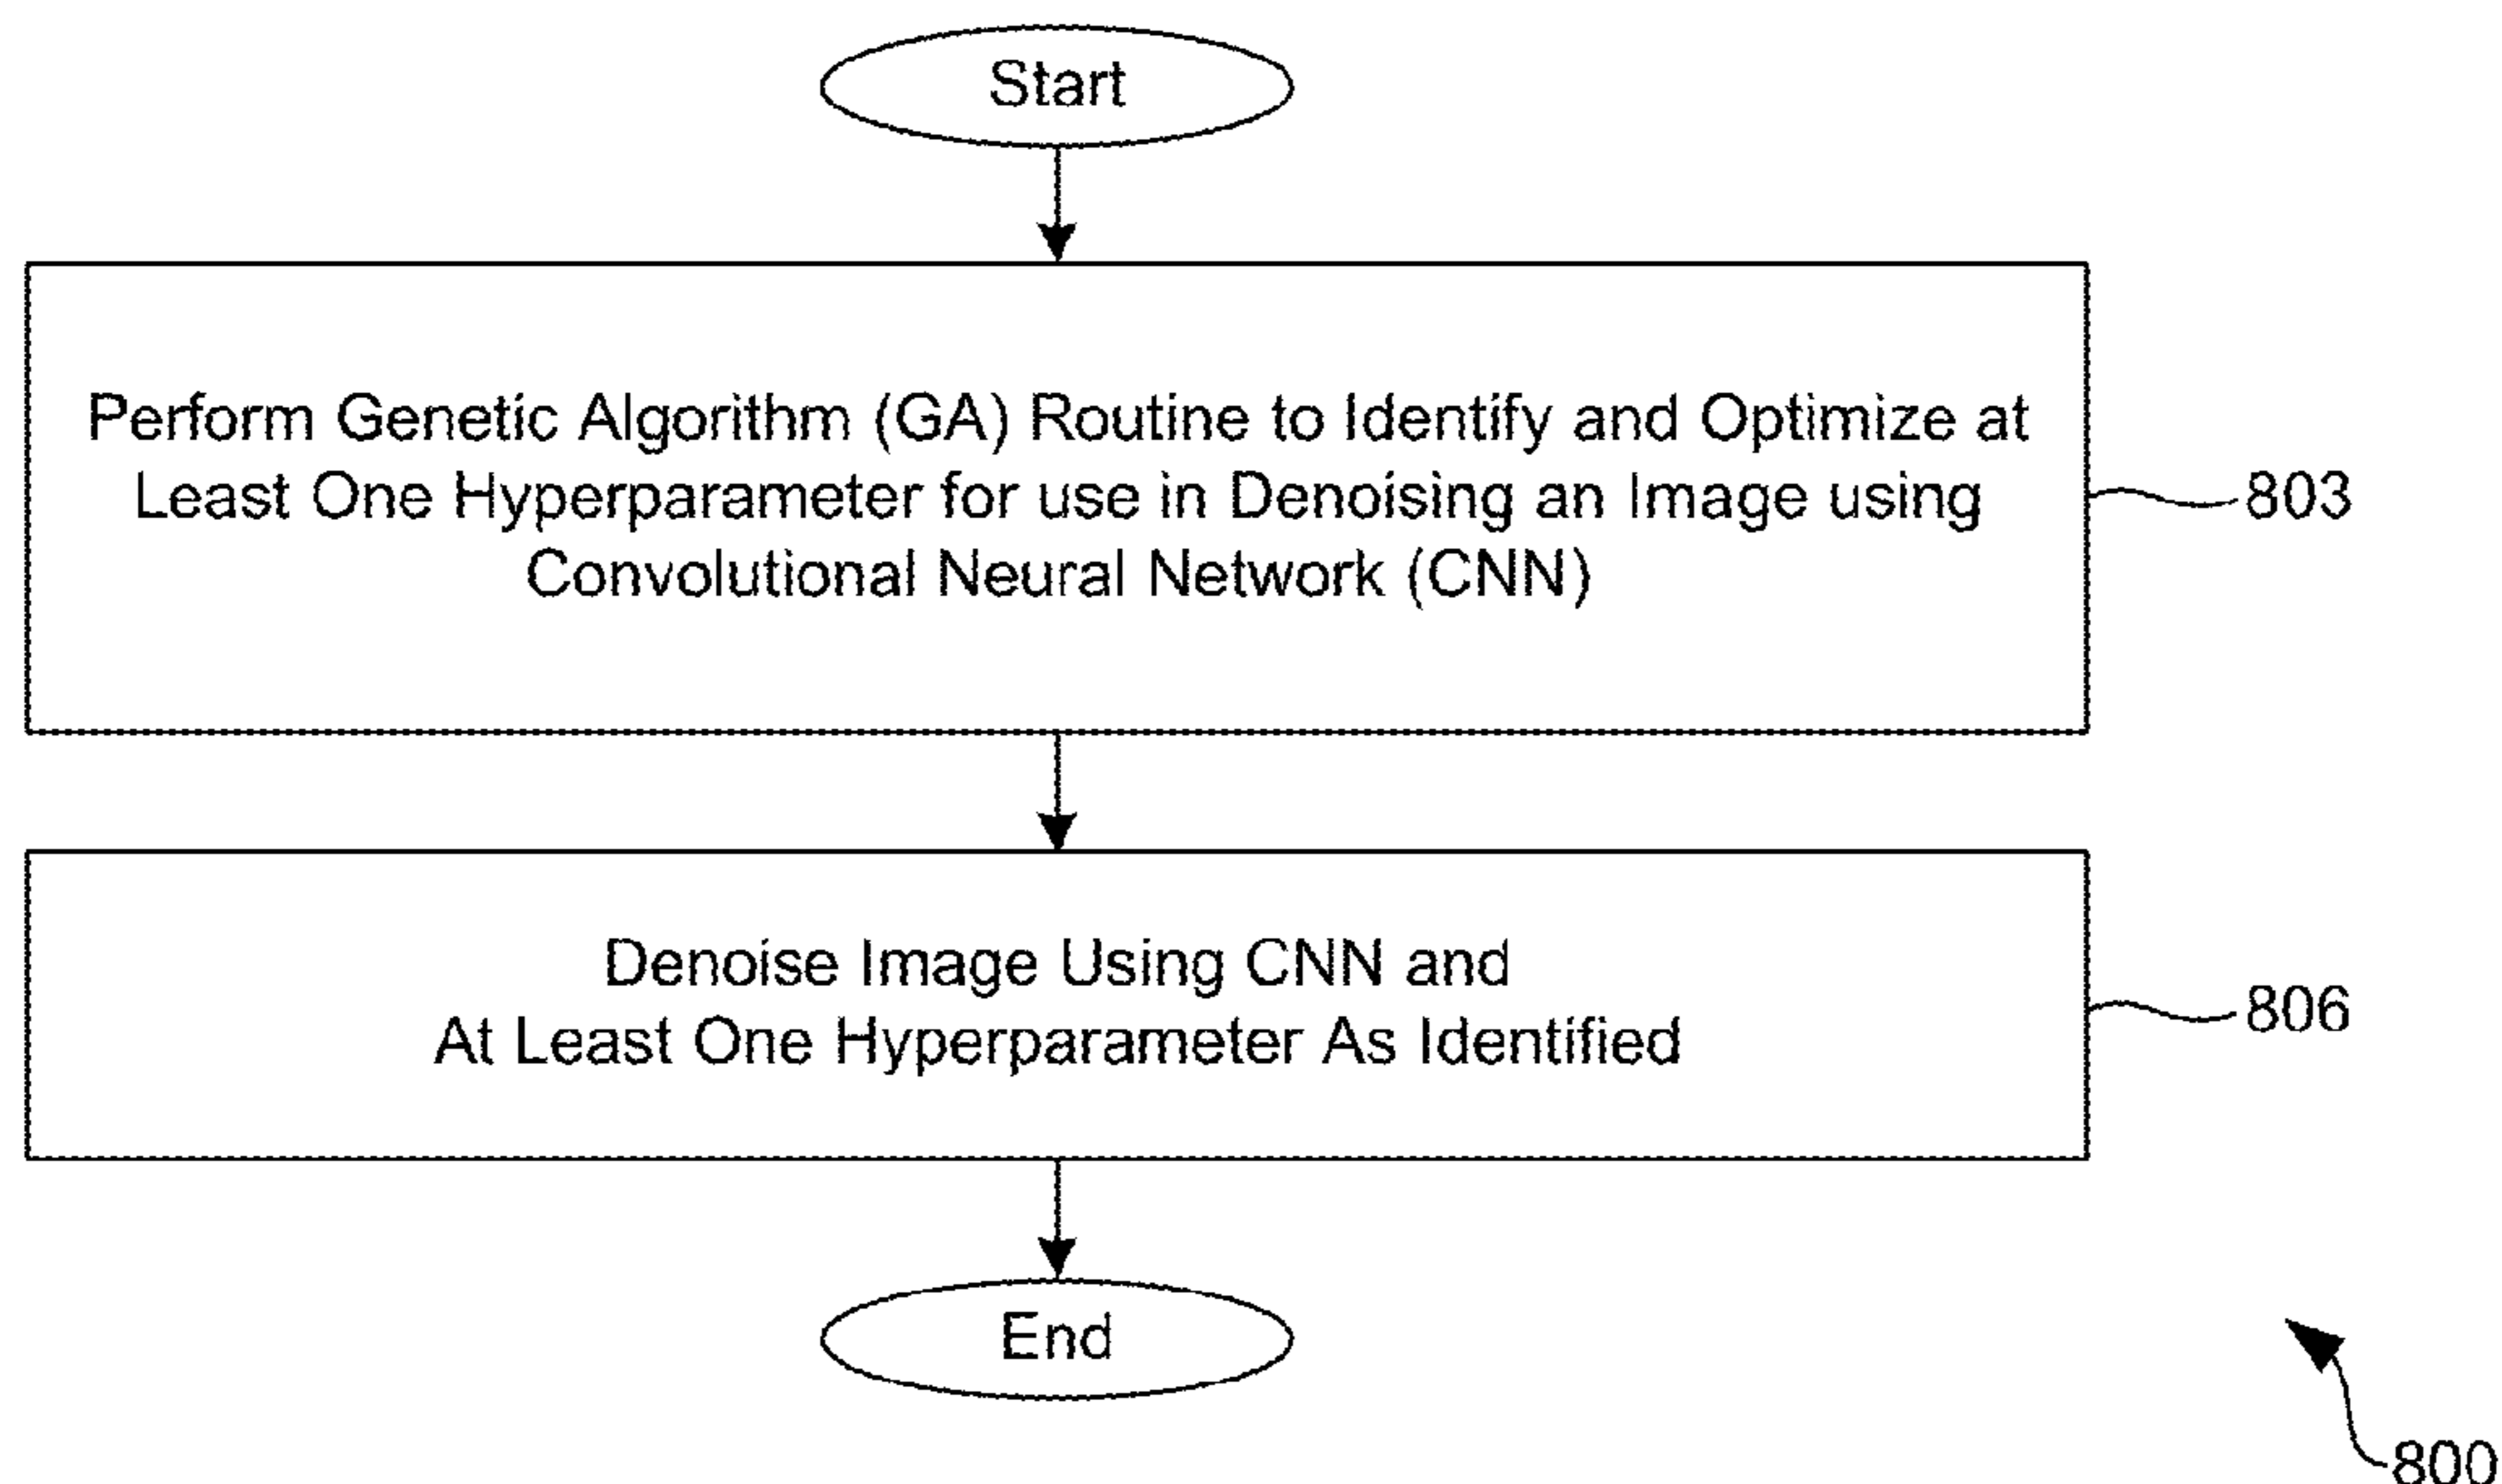 Start
Perform Genetic Algorithm (GA) Routine to Identify and Optimize at
Least One Hyperparameter for use in Denoising an Image using
Convolutional Neural Network (CNN)
803
Denoise Image Using CNN and
At Least One Hyperparameter As Identified
806
End
800